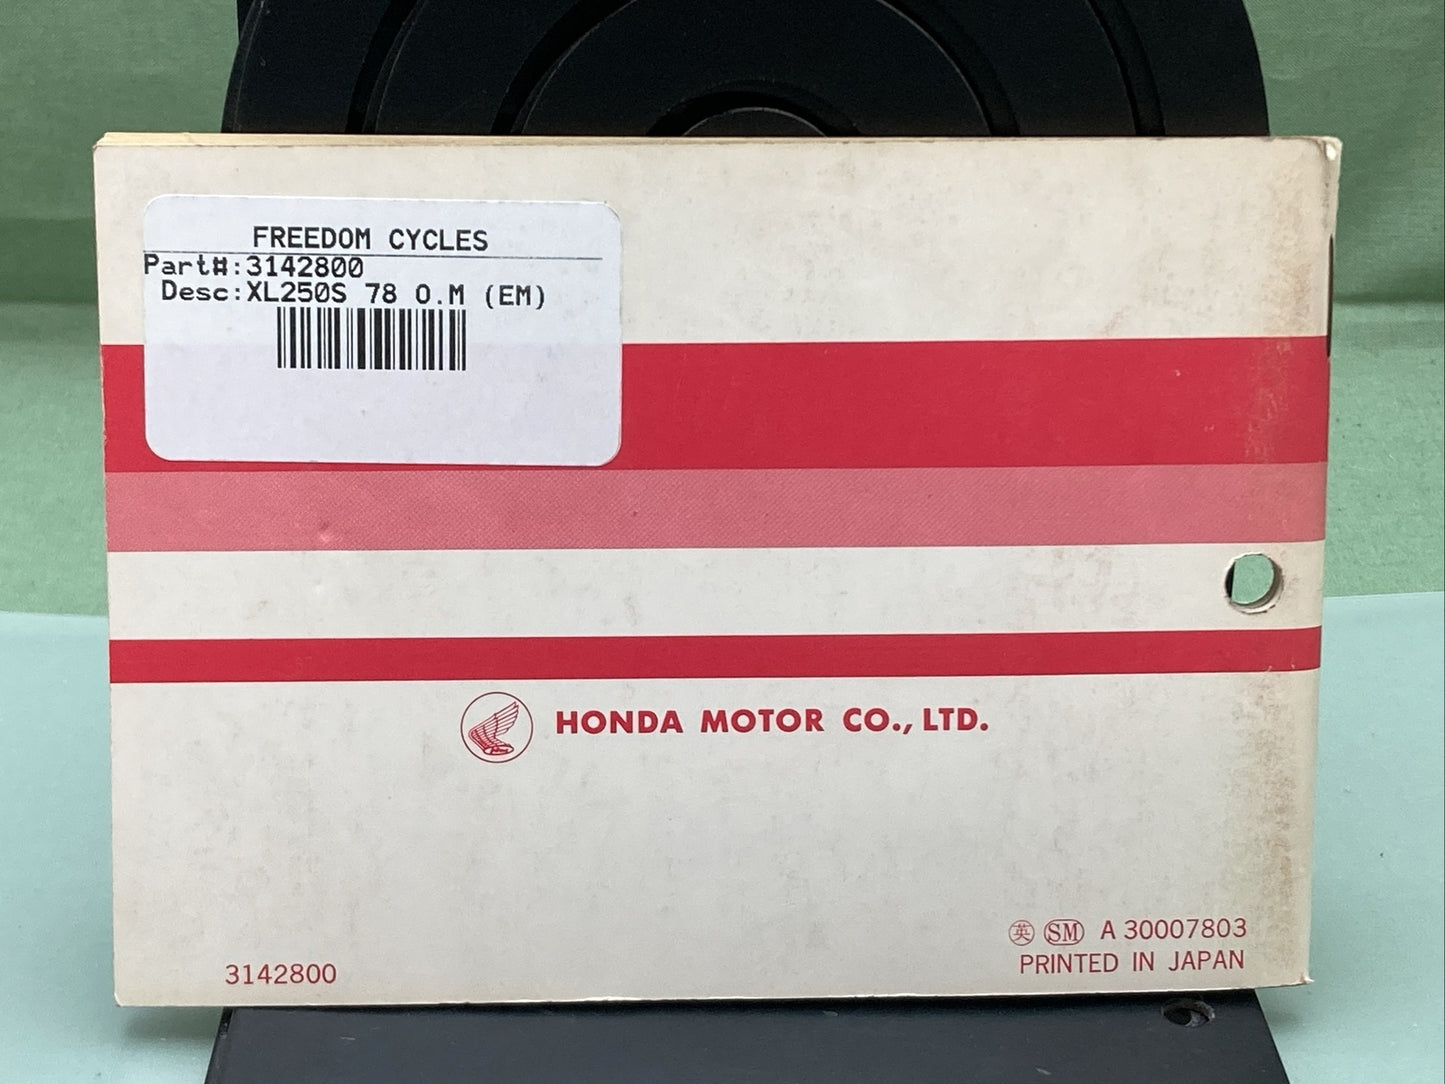 FREEDOM CYCLES
Part#:3142800
Desc:XL250S 78 O.M (EM)
HONDA MOTOR CO., LTD.
英 SM A 30007803
PRINTED IN JAPAN
3142800